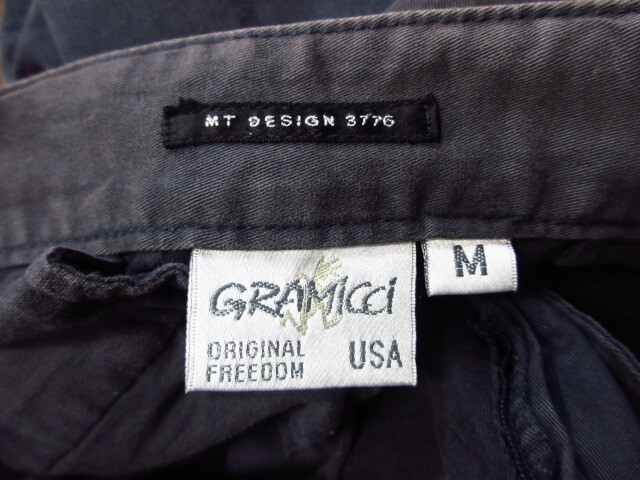 MT DESIGN 3776
GRAMICCI
M
ORIGINAL
FREEDOM
USA